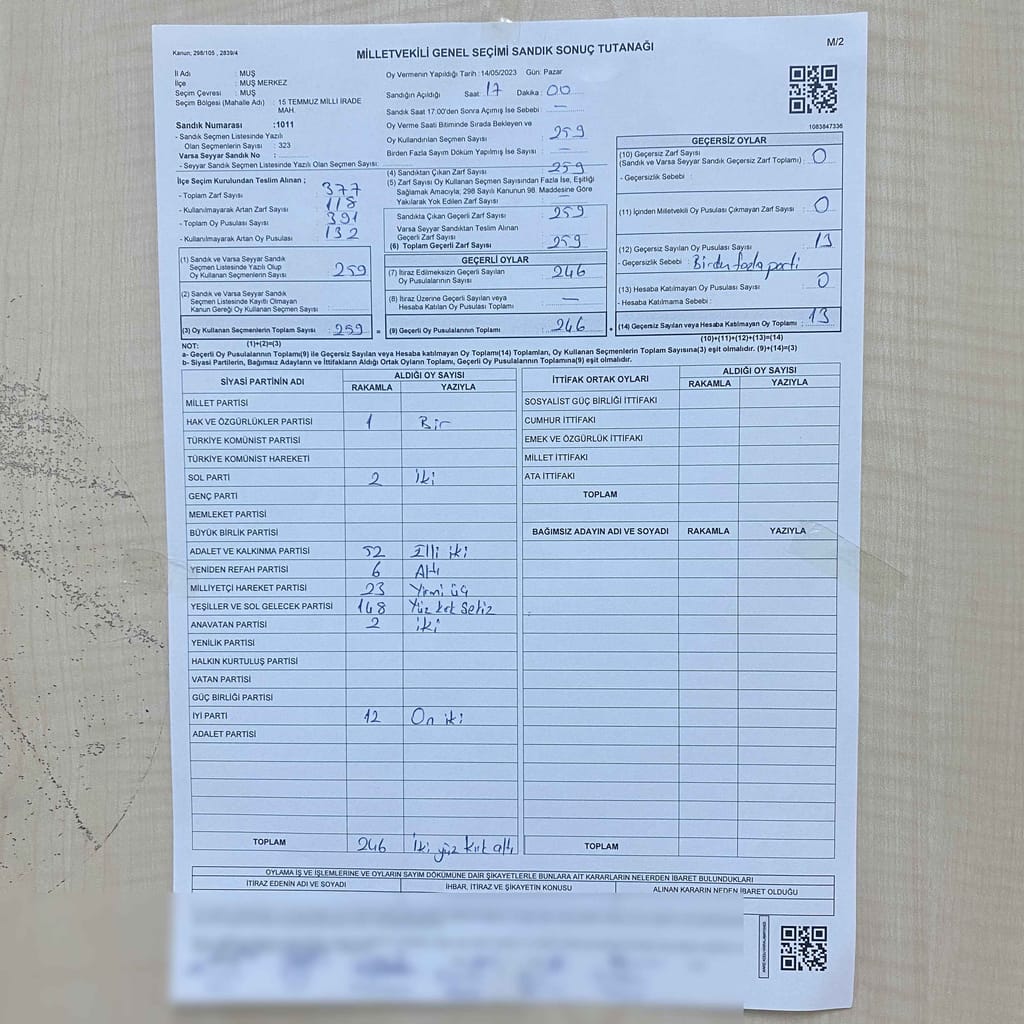 Kanun; 298/105 , 2839/4
MİLLETVEKİLİ GENEL SEÇİMİ SANDIK SONUÇ TUTANAĞI
M/2
İl Adı : MUŞ
İlçe : MUŞ MERKEZ
Seçim Çevresi : MUŞ
Seçim Bölgesi (Mahalle Adı) : 15 TEMMUZ MİLLİ İRADE
MAH.
Sandık Numarası :1011
- Sandık Seçmen Listesinde Yazılı
Olan Seçmenlerin Sayısı : 323
Varsa Seyyar Sandık No :
- Seyyar Sandık Seçmen Listesinde Yazılı Olan Seçmen Sayısı:
İlçe Seçim Kurulundan Teslim Alınan ;
- Toplam Zarf Sayısı 377
- Kullanılmayarak Artan Zarf Sayısı 118
- Toplam Oy Pusulası Sayısı 391
- Kullanılmayarak Artan Oy Pusulası 132
Oy Vermenin Yapıldığı Tarih : 14/05/2023 Gün: Pazar
Sandığın Açıldığı Saat: 17 Dakika : 00
Sandık Saat 17:00'den Sonra Açımış İse Sebebi : —
Oy Verme Saati Bitiminde Sırada Bekleyen ve
Oy Kullandırılan Seçmen Sayısı : 259
Birden Fazla Sayım Döküm Yapılmış İse Sayısı : —
(4) Sandıktan Çıkan Zarf Sayısı : 259
(5) Zarf Sayısı Oy Kullanan Seçmen Sayısından Fazla İse, Eşitliği
Sağlamak Amacıyla; 298 Sayılı Kanunun 98. Maddesine Göre
Yakılarak Yok Edilen Zarf Sayısı : —
Sandıkta Çıkan Geçerli Zarf Sayısı : 259
Varsa Seyyar Sandıktan Teslim Alınan
Geçerli Zarf Sayısı :
(6) Toplam Geçerli Zarf Sayısı : 259
1083847336
GEÇERSİZ OYLAR
(10) Geçersiz Zarf Sayısı
(Sandık ve Varsa Seyyar Sandık Geçersiz Zarf Toplamı) : 0
- Geçersizlik Sebebi :
(11) İçinden Milletvekili Oy Pusulası Çıkmayan Zarf Sayısı : 0
(12) Geçersiz Sayılan Oy Pusulası Sayısı : 13
- Geçersizlik Sebebi : Birden fazla parti
(13) Hesaba Katılmayan Oy Pusulası Sayısı : 0
- Hesaba Katılmama Sebebi :
(14) Geçersiz Sayılan veya Hesaba Katılmayan Oy Toplamı : 13
(10)+(11)+(12)+(13)=(14)
(1) Sandık ve Varsa Seyyar Sandık
Seçmen Listesinde Yazılı Olup
Oy Kullanan Seçmenlerin Sayısı : 259
(2) Sandık ve Varsa Seyyar Sandık
Seçmen Listesinde Kayıtlı Olmayan
Kanun Gereği Oy Kullanan Seçmen Sayısı :
(3) Oy Kullanan Seçmenlerin Toplam Sayısı : 259 =
(1)+(2)=(3)
GEÇERLİ OYLAR
(7) İtiraz Edilmeksizin Geçerli Sayılan
Oy Pusulalarının Sayısı : 246
(8) İtiraz Üzerine Geçerli Sayılan veya
Hesaba Katılan Oy Pusulası Toplamı : —
(9) Geçerli Oy Pusulalarının Toplamı : 246 +
NOT:
a- Geçerli Oy Pusulalarının Toplamı(9) ile Geçersiz Sayılan veya Hesaba katılmayan Oy Toplamı(14) Toplamları, Oy Kullanan Seçmenlerin Toplam Sayısına(3) eşit olmalıdır. (9)+(14)=(3)
b- Siyasi Partilerin, Bağımsız Adayların ve İttifakların Aldığı Ortak Oyların Toplamı, Geçerli Oy Pusulalarının Toplamına(9) eşit olmalıdır.
SİYASİ PARTİNİN ADI ALDIĞI OY SAYISI
RAKAMLA YAZIYLA
MİLLET PARTİSİ
HAK VE ÖZGÜRLÜKLER PARTİSİ 1 Bir
TÜRKİYE KOMÜNİST PARTİSİ
TÜRKİYE KOMÜNİST HAREKETİ
SOL PARTİ 2 iki
GENÇ PARTİ
MEMLEKET PARTİSİ
BÜYÜK BİRLİK PARTİSİ
ADALET VE KALKINMA PARTİSİ 52 Elli iki
YENİDEN REFAH PARTİSİ 6 Altı
MİLLİYETÇİ HAREKET PARTİSİ 23 Yirmi üç
YEŞİLLER VE SOL GELECEK PARTİSİ 148 Yüz kırk sekiz
ANAVATAN PARTİSİ 2 iki
YENİLİK PARTİSİ
HALKIN KURTULUŞ PARTİSİ
VATAN PARTİSİ
GÜÇ BİRLİĞİ PARTİSİ
İYİ PARTİ 12 On iki
ADALET PARTİSİ
TOPLAM 246 iki yüz kırk altı
İTTİFAK ORTAK OYLARI ALDIĞI OY SAYISI
RAKAMLA YAZIYLA
SOSYALİST GÜÇ BİRLİĞİ İTTİFAKI
CUMHUR İTTİFAKI
EMEK VE ÖZGÜRLÜK İTTİFAKI
MİLLET İTTİFAKI
ATA İTTİFAKI
TOPLAM
BAĞIMSIZ ADAYIN ADI VE SOYADI RAKAMLA YAZIYLA
TOPLAM
OYLAMA İŞ VE İŞLEMLERİNE VE OYLARIN SAYIM DÖKÜMÜNE DAİR ŞİKAYETLERLE BUNLARA AİT KARARLARIN NELERDEN İBARET BULUNDUKLARI
İTİRAZ EDENİN ADI VE SOYADI İHBAR, İTİRAZ VE ŞİKAYETİN KONUSU ALINAN KARARIN NEDEN İBARET OLDUĞU